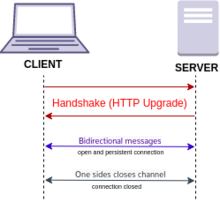 CLIENT
SERVER
Handshake (HTTP Upgrade)
Bidirectional messages
open and persistent connection
One sides closes channel
connection closed